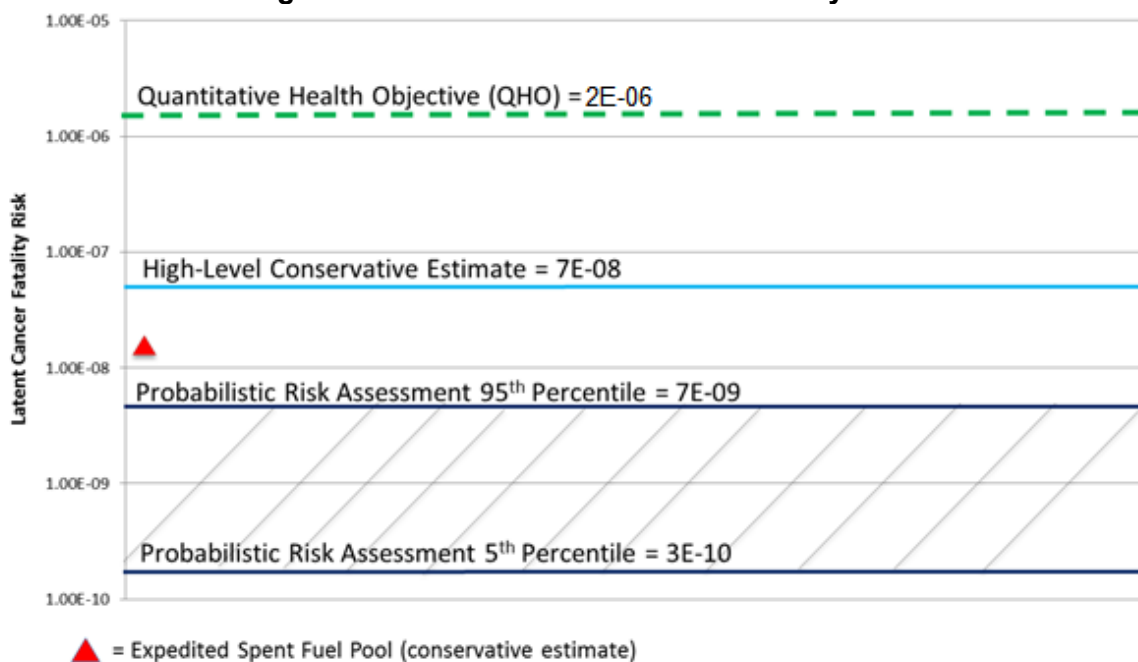 1.00E-05
Quantitative Health Objective (QHO) = 2E-06
1.00E-06
1.00E-07
High-Level Conservative Estimate = 7E-08
Latent Cancer Fatality Risk
1.00E-08
Probabilistic Risk Assessment 95th Percentile = 7E-09
1.00E-09
Probabilistic Risk Assessment 5th Percentile = 3E-10
1.00E-10
= Expedited Spent Fuel Pool (conservative estimate)